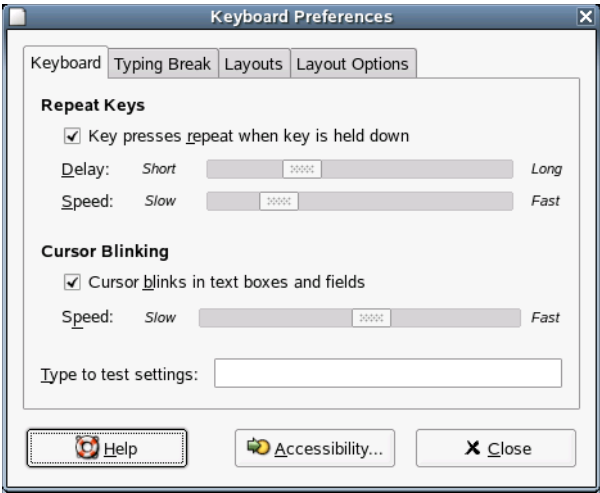 Keyboard Preferences
Keyboard Typing Break Layouts Layout Options
Repeat Keys
Key presses repeat when key is held down
Delay: Short Long
Speed: Slow Fast
Cursor Blinking
Cursor blinks in text boxes and fields
Speed: Slow Fast
Type to test settings:
Help Accessibility... Close